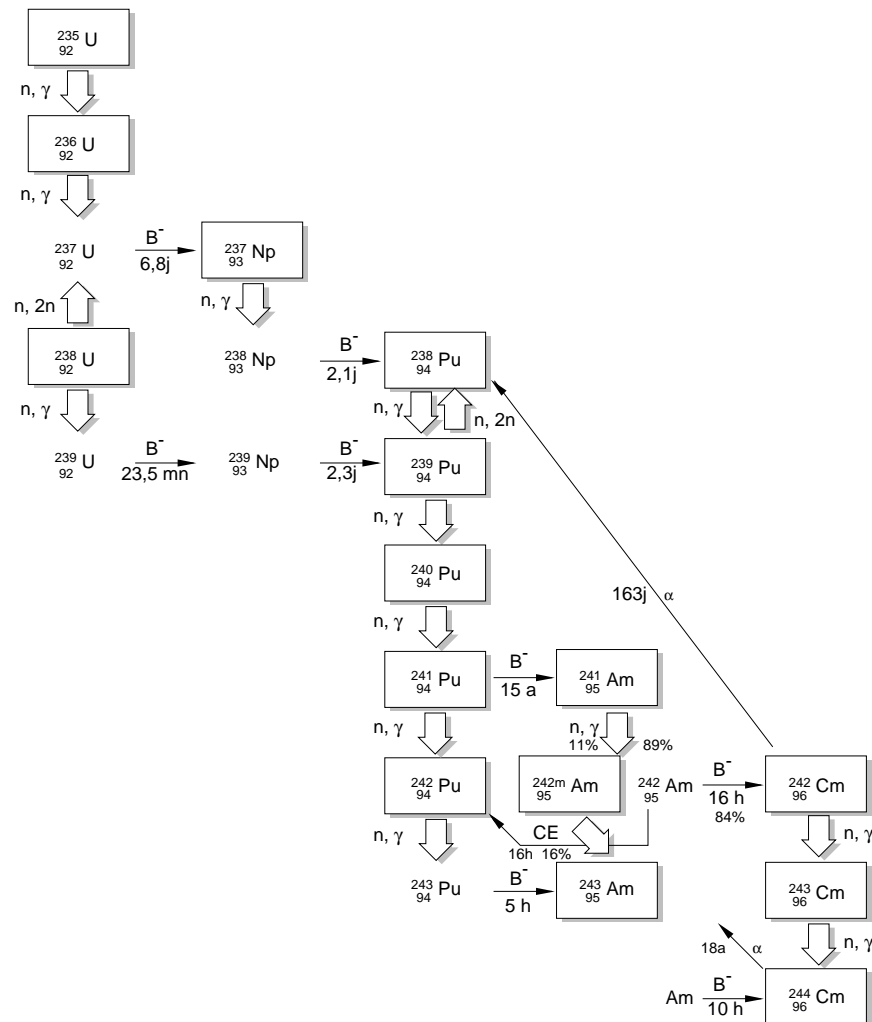 235 92 U
n, γ
236 92 U
n, γ
237 92 U B- 6,8j 237 93 Np
n, 2n n, γ
238 92 U 238 93 Np B- 2,1j 238 94 Pu
n, γ n, γ n, 2n
239 92 U B- 23,5 mn 239 93 Np B- 2,3j 239 94 Pu
n, γ
240 94 Pu
163j α
n, γ
241 94 Pu B- 15 a 241 95 Am
n, γ n, γ
11% 89%
242 94 Pu 242m 95 Am 242 95 Am B- 16 h 84% 242 96 Cm
n, γ CE 16h 16% n, γ
243 94 Pu B- 5 h 243 95 Am 243 96 Cm
18a α n, γ
Am B- 10 h 244 96 Cm